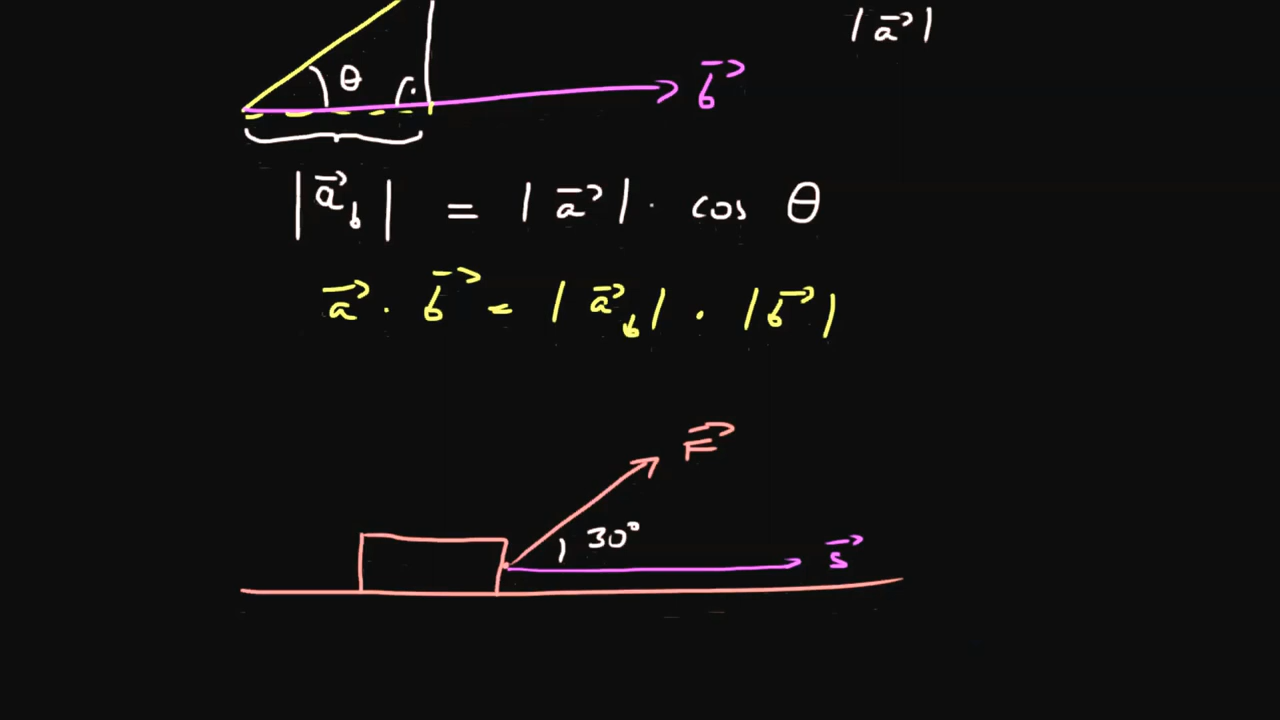 |a⃗|
θ
b⃗
|a⃗_b| = |a⃗| · cos θ
a⃗ · b⃗ = |a⃗_b| · |b⃗|
F⃗
30°
s⃗